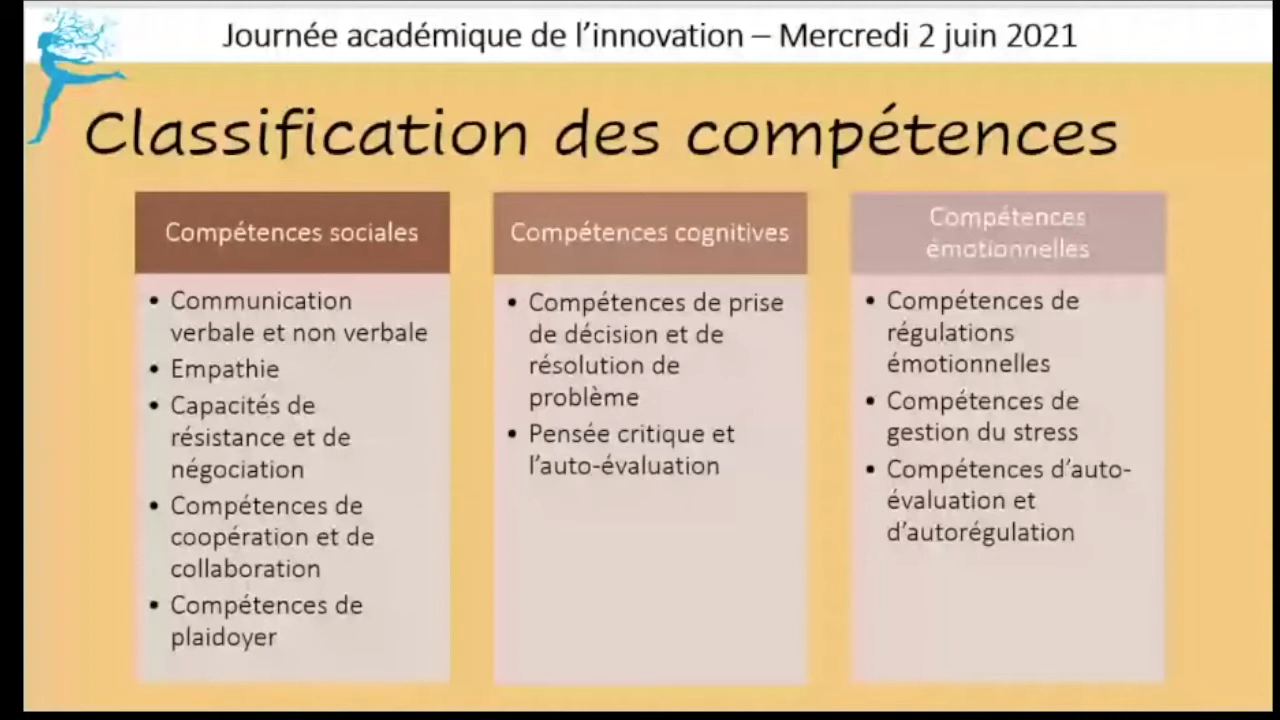 Journée académique de l’innovation – Mercredi 2 juin 2021
Classification des compétences
Compétences sociales
• Communication
verbale et non verbale
• Empathie
• Capacités de
résistance et de
négociation
• Compétences de
coopération et de
collaboration
• Compétences de
plaidoyer
Compétences cognitives
• Compétences de prise
de décision et de
résolution de
problème
• Pensée critique et
l’auto-évaluation
Compétences
émotionnelles
• Compétences de
régulations
émotionnelles
• Compétences de
gestion du stress
• Compétences d’auto-
évaluation et
d’autorégulation